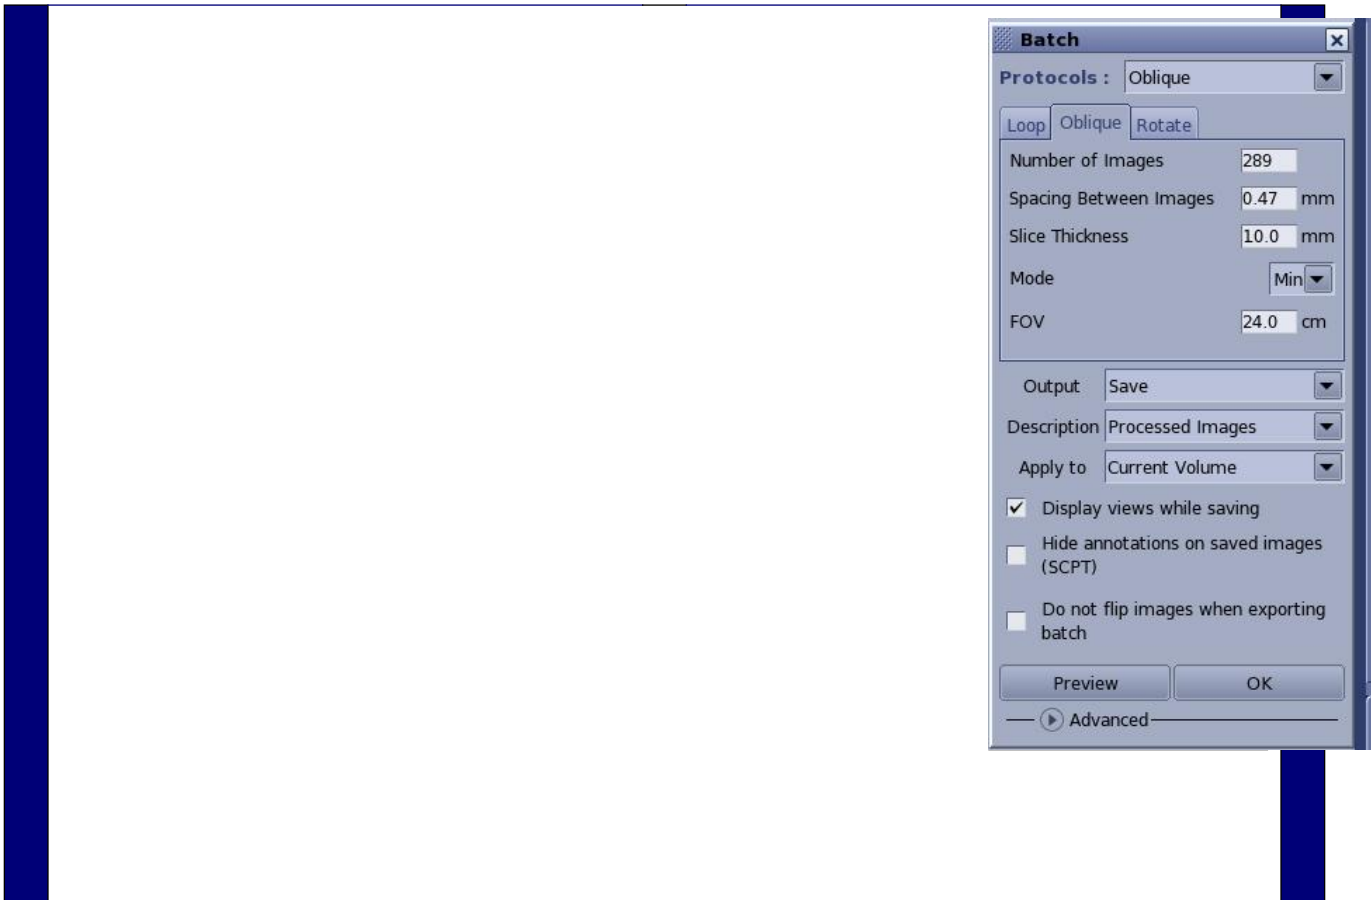 Batch
Protocols : Oblique
Loop Oblique Rotate
Number of Images 289
Spacing Between Images 0.47 mm
Slice Thickness 10.0 mm
Mode Min
FOV 24.0 cm
Output Save
Description Processed Images
Apply to Current Volume
Display views while saving
Hide annotations on saved images
(SCPT)
Do not flip images when exporting
batch
Preview OK
Advanced